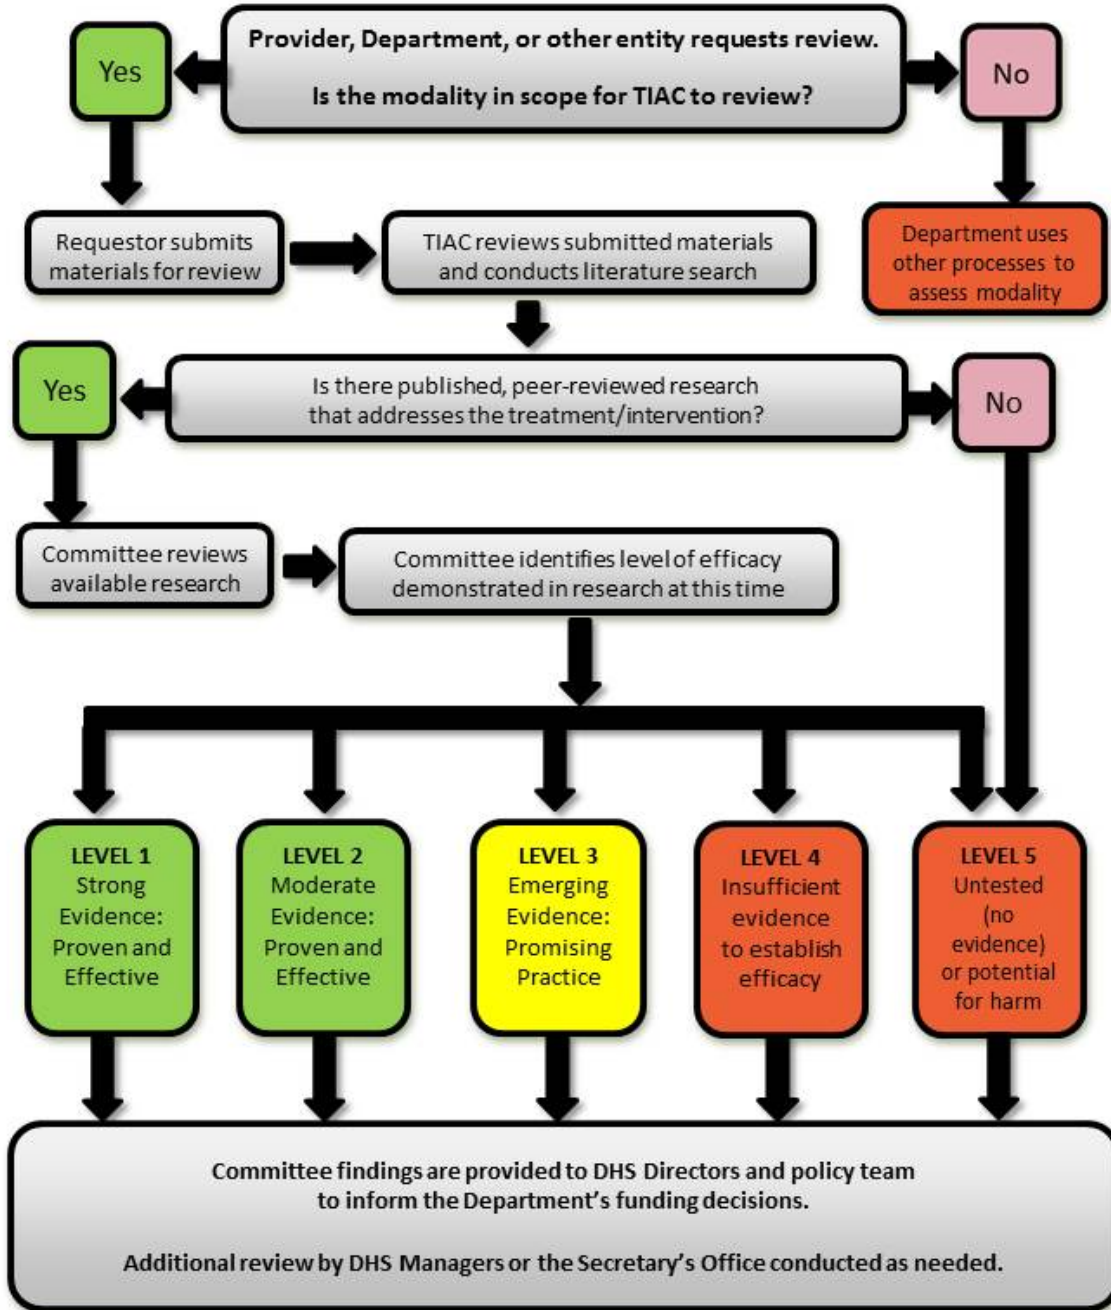 Provider, Department, or other entity requests review.
Is the modality in scope for TIAC to review?
Yes
No
Requestor submits
materials for review
TIAC reviews submitted materials
and conducts literature search
Department uses
other processes to
assess modality
Is there published, peer-reviewed research
that addresses the treatment/intervention?
Yes
No
Committee reviews
available research
Committee identifies level of efficacy
demonstrated in research at this time
LEVEL 1
Strong
Evidence:
Proven and
Effective
LEVEL 2
Moderate
Evidence:
Proven and
Effective
LEVEL 3
Emerging
Evidence:
Promising
Practice
LEVEL 4
Insufficient
evidence
to establish
efficacy
LEVEL 5
Untested
(no
evidence)
or potential
for harm
Committee findings are provided to DHS Directors and policy team
to inform the Department’s funding decisions.
Additional review by DHS Managers or the Secretary’s Office conducted as needed.